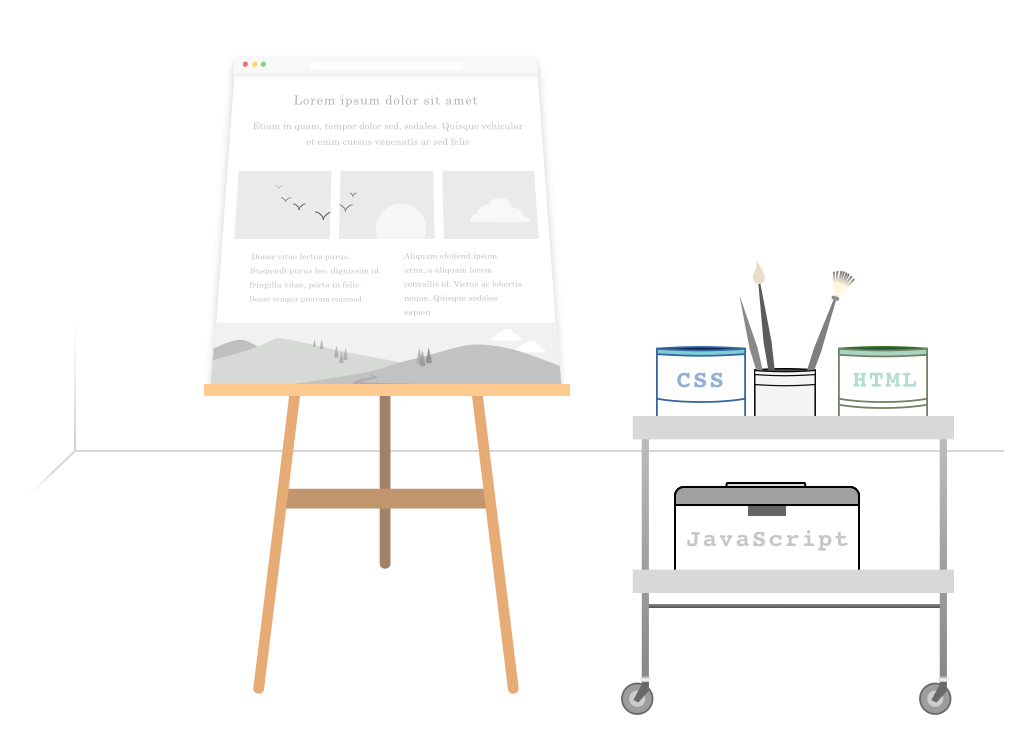 Lorem ipsum dolor sit amet
Etiam in quam, tempor dolor sed, sodales. Quisque vehicular
et enim cursus venenatis ac sed felis
Donec vitae lectus purus.
Suspendi purus leo, dignissim id
fringilla vitae, porta in felis.
Donec tempor pretium euismod.
Aliquam eleifend ipsum
urna, a aliquam lorem
convallis id. Victus ac lobortis
neque. Quisque sodales
sapien
CSS
HTML
JavaScript